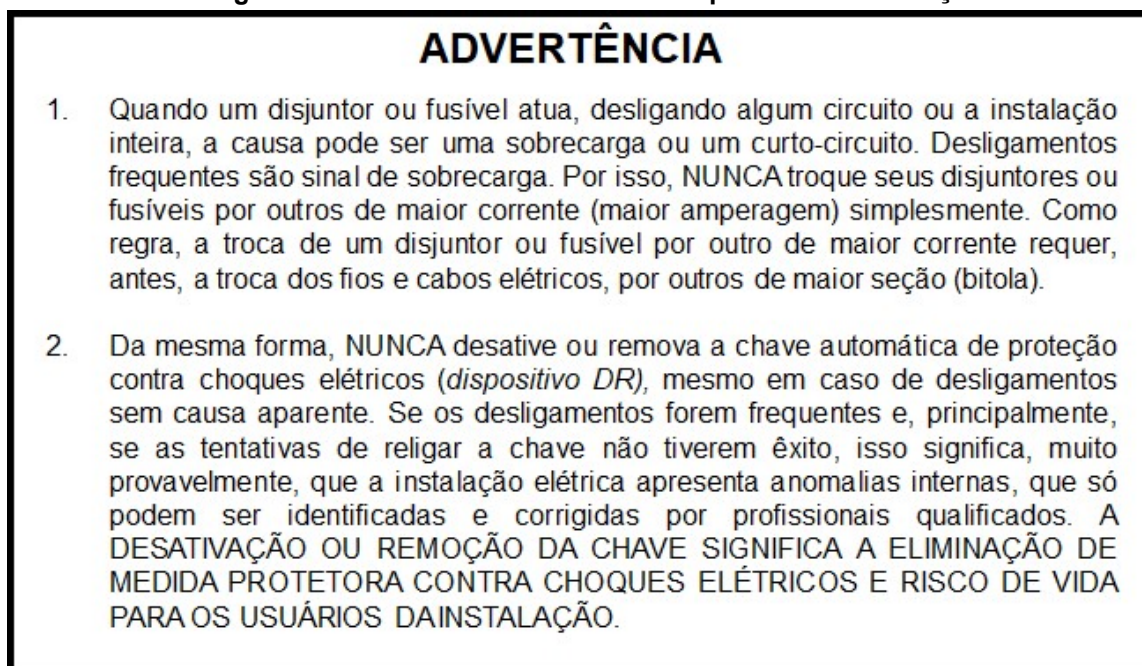 ADVERTÊNCIA
1. Quando um disjuntor ou fusível atua, desligando algum circuito ou a instalação
inteira, a causa pode ser uma sobrecarga ou um curto-circuito. Desligamentos
frequentes são sinal de sobrecarga. Por isso, NUNCA troque seus disjuntores ou
fusíveis por outros de maior corrente (maior amperagem) simplesmente. Como
regra, a troca de um disjuntor ou fusível por outro de maior corrente requer,
antes, a troca dos fios e cabos elétricos, por outros de maior seção (bitola).
2. Da mesma forma, NUNCA desative ou remova a chave automática de proteção
contra choques elétricos (dispositivo DR), mesmo em caso de desligamentos
sem causa aparente. Se os desligamentos forem frequentes e, principalmente,
se as tentativas de religar a chave não tiverem êxito, isso significa, muito
provavelmente, que a instalação elétrica apresenta anomalias internas, que só
podem ser identificadas e corrigidas por profissionais qualificados. A
DESATIVAÇÃO OU REMOÇÃO DA CHAVE SIGNIFICA A ELIMINAÇÃO DE
MEDIDA PROTETORA CONTRA CHOQUES ELÉTRICOS E RISCO DE VIDA
PARA OS USUÁRIOS DAINSTALAÇÃO.